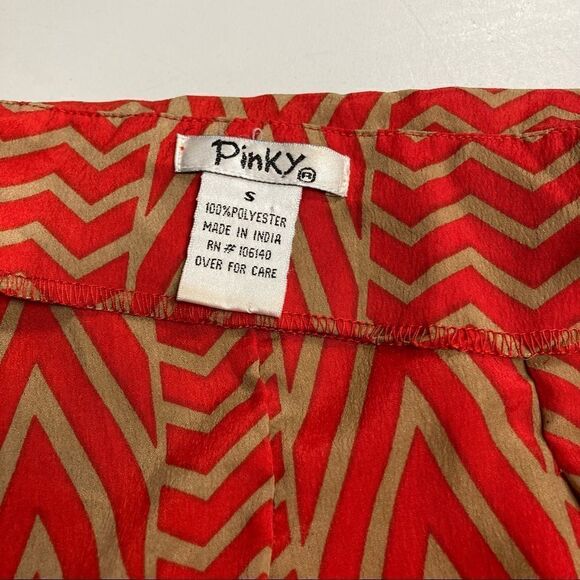 Pinky®
S
100%POLYESTER
MADE IN INDIA
RN# 106140
OVER FOR CARE